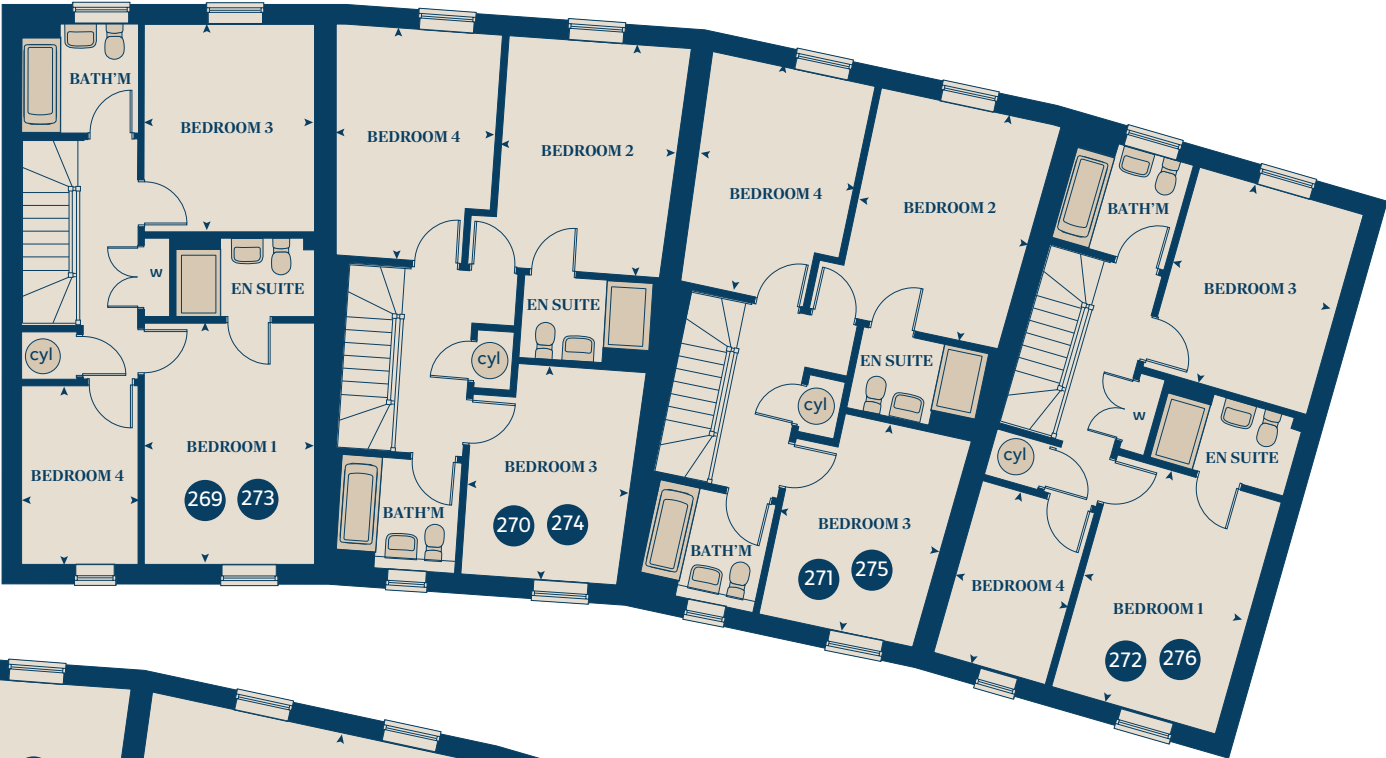 BATH'M
BEDROOM 3
W
EN SUITE
cyl
BEDROOM 4
BEDROOM 1
269 273
BEDROOM 4
BEDROOM 2
EN SUITE
cyl
BEDROOM 3
BATH'M
270 274
BEDROOM 4
BEDROOM 2
EN SUITE
cyl
BEDROOM 3
BATH'M
271 275
BATH'M
BEDROOM 3
W
EN SUITE
cyl
BEDROOM 4
BEDROOM 1
272 276